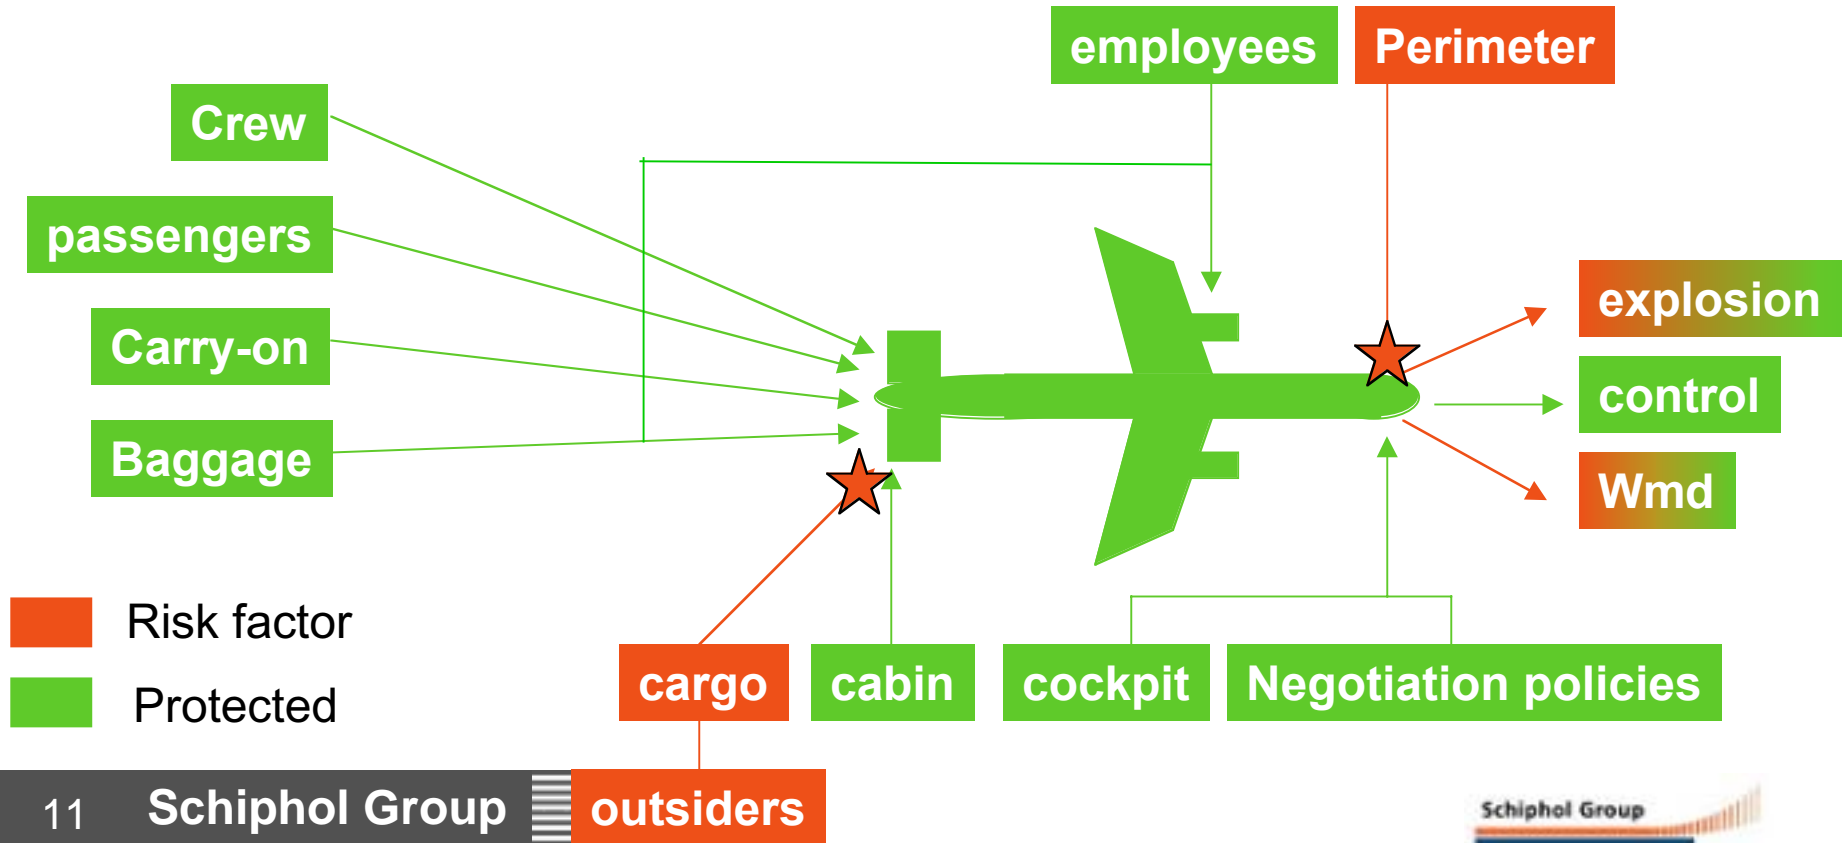 employees
Perimeter
Crew
passengers
Carry-on
Baggage
explosion
control
Wmd
Risk factor
Protected
cargo
cabin
cockpit
Negotiation policies
11
Schiphol Group
outsiders
Schiphol Group